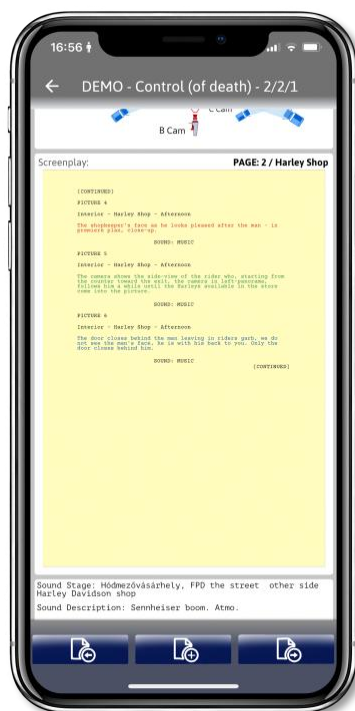 16:56
DEMO - Control (of death) - 2/2/1
C Cam
B Cam
Screenplay:
PAGE: 2 / Harley Shop
[CONTINUED]
PICTURE 4
Interior - Harley Shop - Afternoon
The shopkeeper's face as he looks pleased after the man - in
premiere plan, close-up.
SOUND: MUSIC
PICTURE 5
Interior - Harley Shop - Afternoon
The camera shows the side-view of the rider who, starting from
the counter toward the exit, the camera is left-panorams,
follows him a while until the Harleys available in the store
come into the picture.
SOUND: MUSIC
PICTURE 6
Interior - Harley Shop - Afternoon
The door closes behind the man leaving in riders garb, we do
not see the man's face, he is with his back to you. Only the
door closes behind him.
SOUND: MUSIC
[CONTINUED]
Sound Stage: Hódmezővásárhely, FPD the street other side
Harley Davidson shop
Sound Description: Sennheiser boom. Atmo.